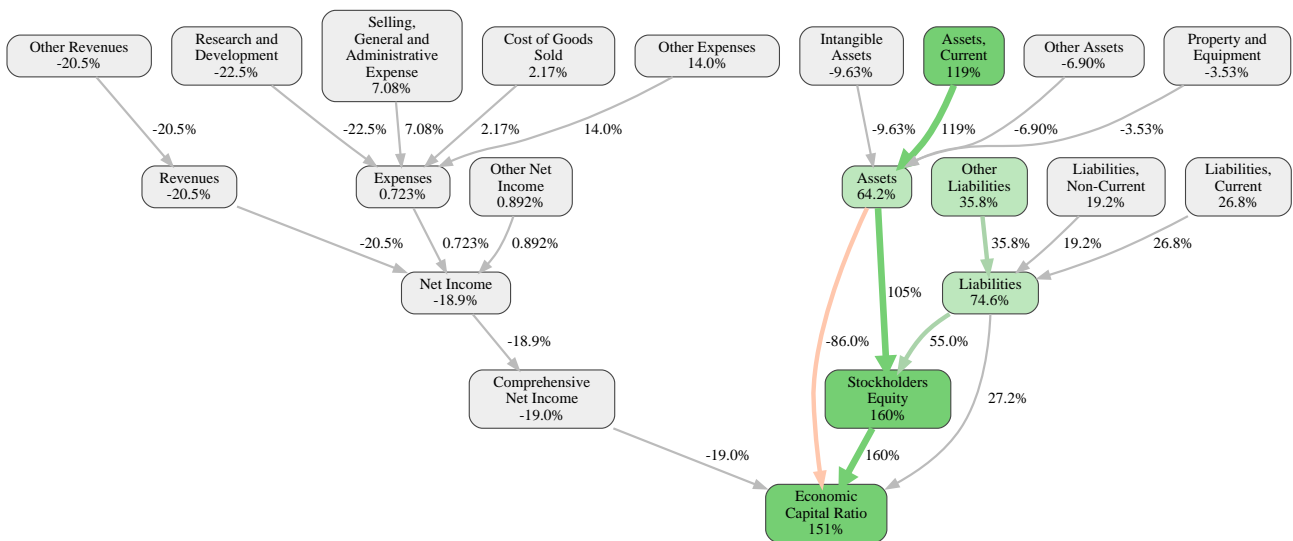 Other Revenues
-20.5%
Research and
Development
-22.5%
Selling,
General and
Administrative
Expense
7.08%
Cost of Goods
Sold
2.17%
Other Expenses
14.0%
Intangible
Assets
-9.63%
Assets,
Current
119%
Other Assets
-6.90%
Property and
Equipment
-3.53%
-20.5%
-22.5%
7.08%
2.17%
14.0%
-9.63%
119%
-6.90%
-3.53%
Revenues
-20.5%
Expenses
0.723%
Other Net
Income
0.892%
Assets
64.2%
Other
Liabilities
35.8%
Liabilities,
Non-Current
19.2%
Liabilities,
Current
26.8%
-20.5%
0.723%
0.892%
35.8%
19.2%
26.8%
Net Income
-18.9%
105%
Liabilities
74.6%
-18.9%
-86.0%
55.0%
Comprehensive
Net Income
-19.0%
Stockholders
Equity
160%
27.2%
-19.0%
160%
Economic
Capital Ratio
151%